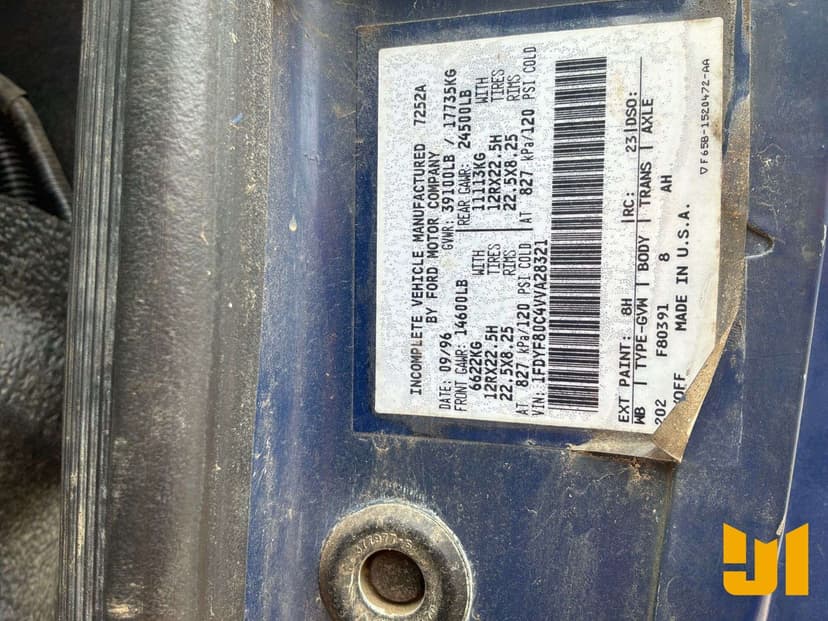 INCOMPLETE VEHICLE MANUFACTURED 7252A
BY FORD MOTOR COMPANY
DATE: 09/96 GVWR: 39100LB / 17735KG
FRONT GAWR: 14600LB REAR GAWR: 24500LB
6622KG WITH 11113KG WITH
12RX22.5H TIRES 12RX22.5H TIRES
22.5X8.25 RIMS 22.5X8.25 RIMS
AT 827 kPa/120 PSI COLD AT 827 kPa/120 PSI COLD
VIN: 1FDYF80C4VVA28321
EXT PAINT: 8H RC: 23 DSO:
WB TYPE-GVW BODY TRANS AXLE
202 F80391 8 AH
OFF MADE IN U.S.A.
F65B-1520472-AA